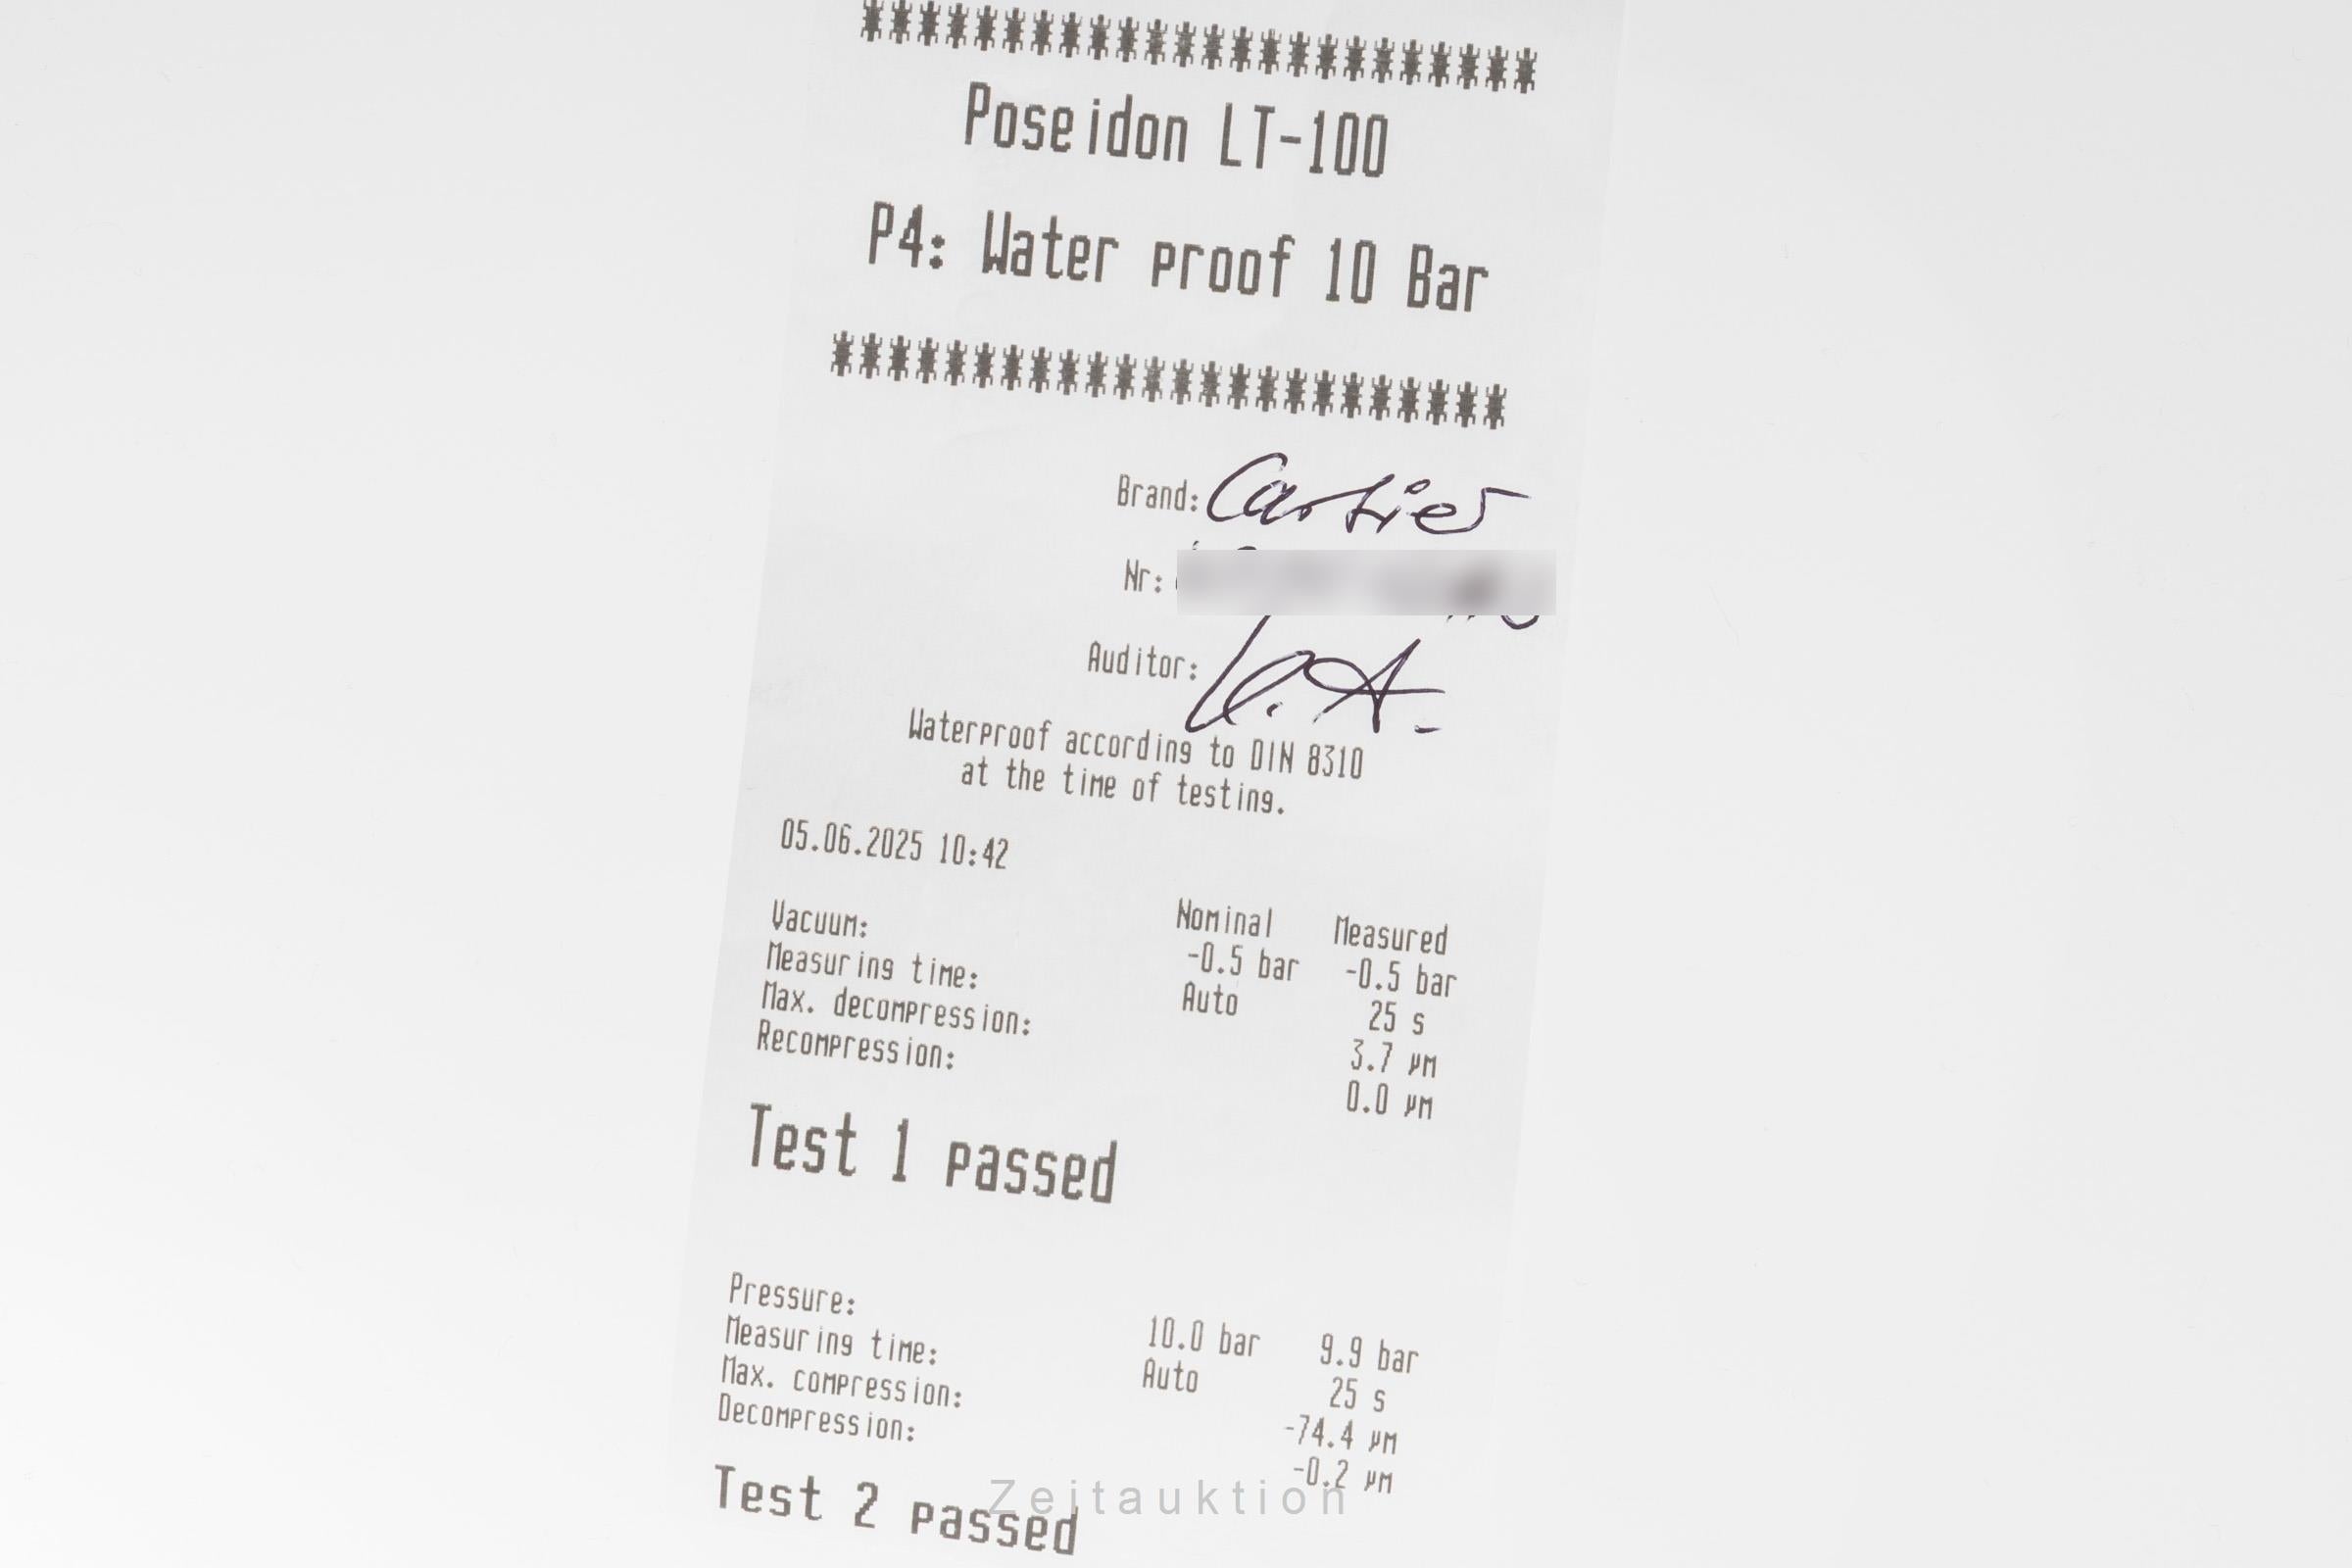 Poseidon LT-100
P4: Water proof 10 Bar
Brand: Cartier
Nr:
Auditor:
Waterproof according to DIN 8310
at the time of testing.
05.06.2025 10:42
Nominal Measured
Vacuum: -0.5 bar -0.5 bar
Measuring time: Auto 25 s
Max. decompression: 3.7 µm
Recompression: 0.0 µm
Test 1 passed
Pressure: 10.0 bar 9.9 bar
Measuring time: Auto 25 s
Max. compression: -74.4 µm
Decompression: -0.2 µm
Test 2 passed
Zeitauktion